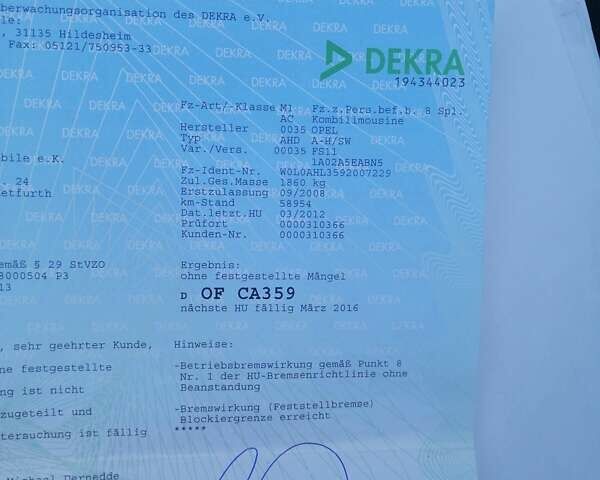 berwachungsorganisation des DEKRA e.V.
le:
, 31135 Hildesheim
Fax: 05121/750953-33
DEKRA
194344023
Fz-Art/-Klasse M1 Fz.z.Pers.bef.b. 8 Spl.
AC Kombilimousine
Hersteller 0035 OPEL
Typ AHD A-H/SW
Var./Vers. 00035 FS11
1A02A5EABN5
bile e.K.
Fz-Ident-Nr. W0L0AHL3592007229
. 24
Zul.Ges.Masse 1860 kg
etfurth
Erstzulassung 09/2008
km-Stand 58954
Dat.letzt.HU 03/2012
Prüfort 0000310366
Kunden-Nr. 0000310366
emäß § 29 StVZO
8000504 P3
13
Ergebnis:
ohne festgestellte Mängel
D OF CA359
nächste HU fällig März 2016
, sehr geehrter Kunde,
Hinweise:
ne festgestellte
ng ist nicht
zugeteilt und
tersuchung ist fällig
-Betriebsbremswirkung gemäß Punkt 8
Nr. 1 der HU-Bremsenrichtlinie ohne
Beanstandung
-Bremswirkung (Feststellbremse)
Blockiergrenze erreicht
*****
Michael Dernedde